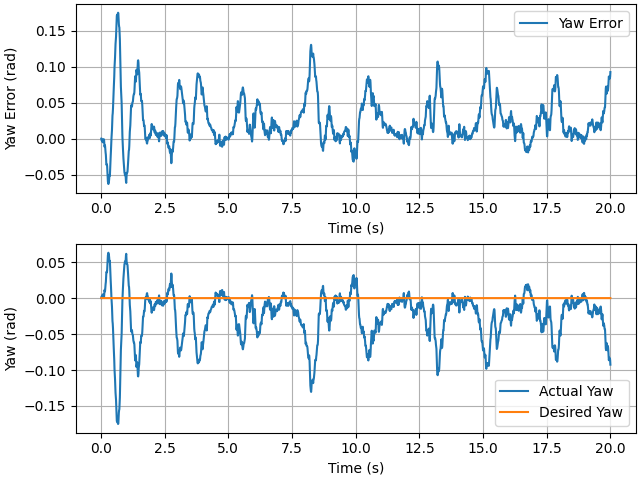 Yaw Error (rad)
0.15
0.10
0.05
0.00
−0.05
Yaw Error
0.0 2.5 5.0 7.5 10.0 12.5 15.0 17.5 20.0
Time (s)
Yaw (rad)
0.05
0.00
−0.05
−0.10
−0.15
Actual Yaw
Desired Yaw
0.0 2.5 5.0 7.5 10.0 12.5 15.0 17.5 20.0
Time (s)